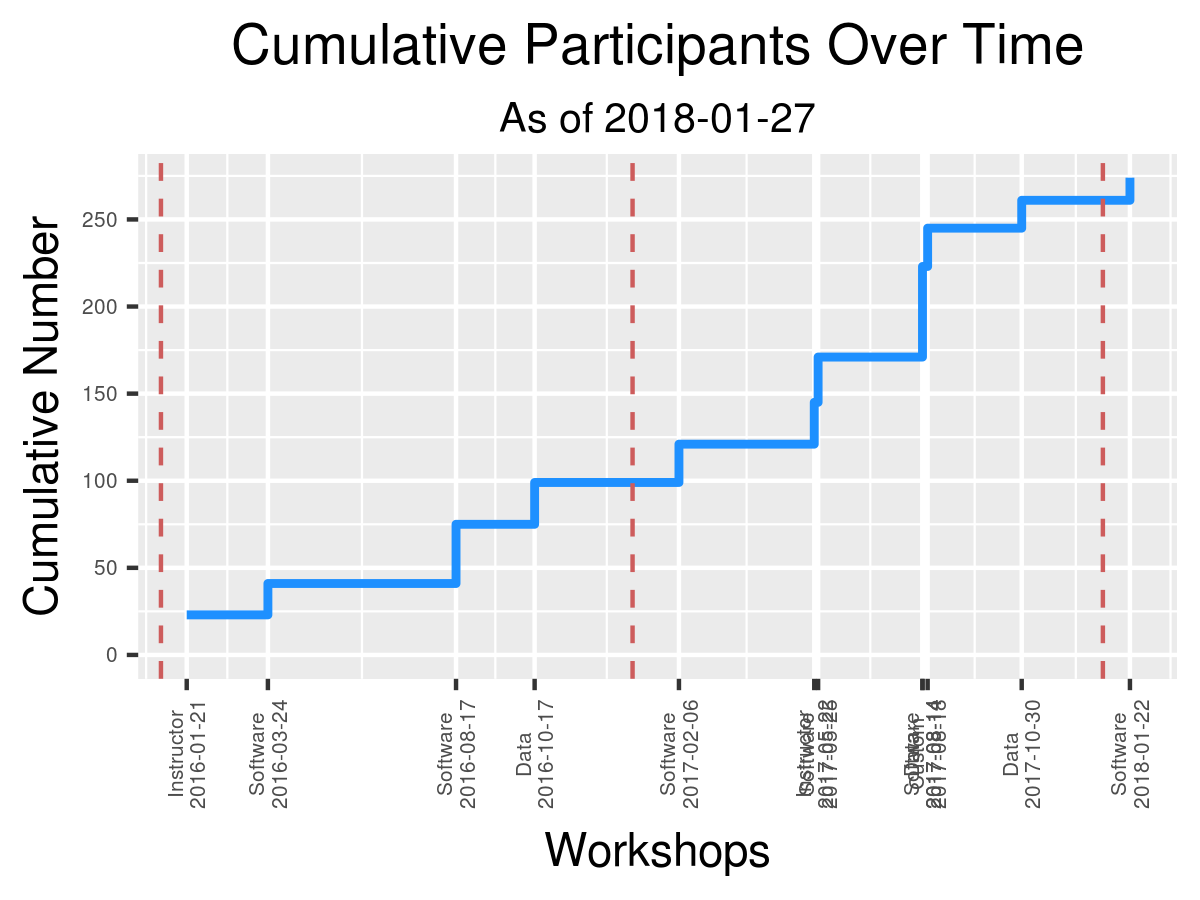 Cumulative Participants Over Time
As of 2018-01-27
Cumulative Number
250
200
150
100
50
0
Instructor
2016-01-21
Software
2016-03-24
Software
2016-08-17
Data
2016-10-17
Software
2017-02-06
Data
2017-10-30
Software
2018-01-22
Workshops